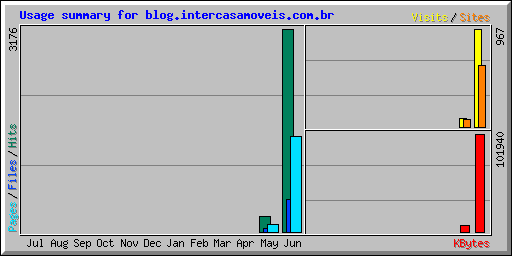 Usage summary for blog.intercasamoveis.com.br
Visits/Sites
3176
967
Pages/Files/Hits
101940
Jul Aug Sep Oct Nov Dec Jan Feb Mar Apr May Jun
KBytes